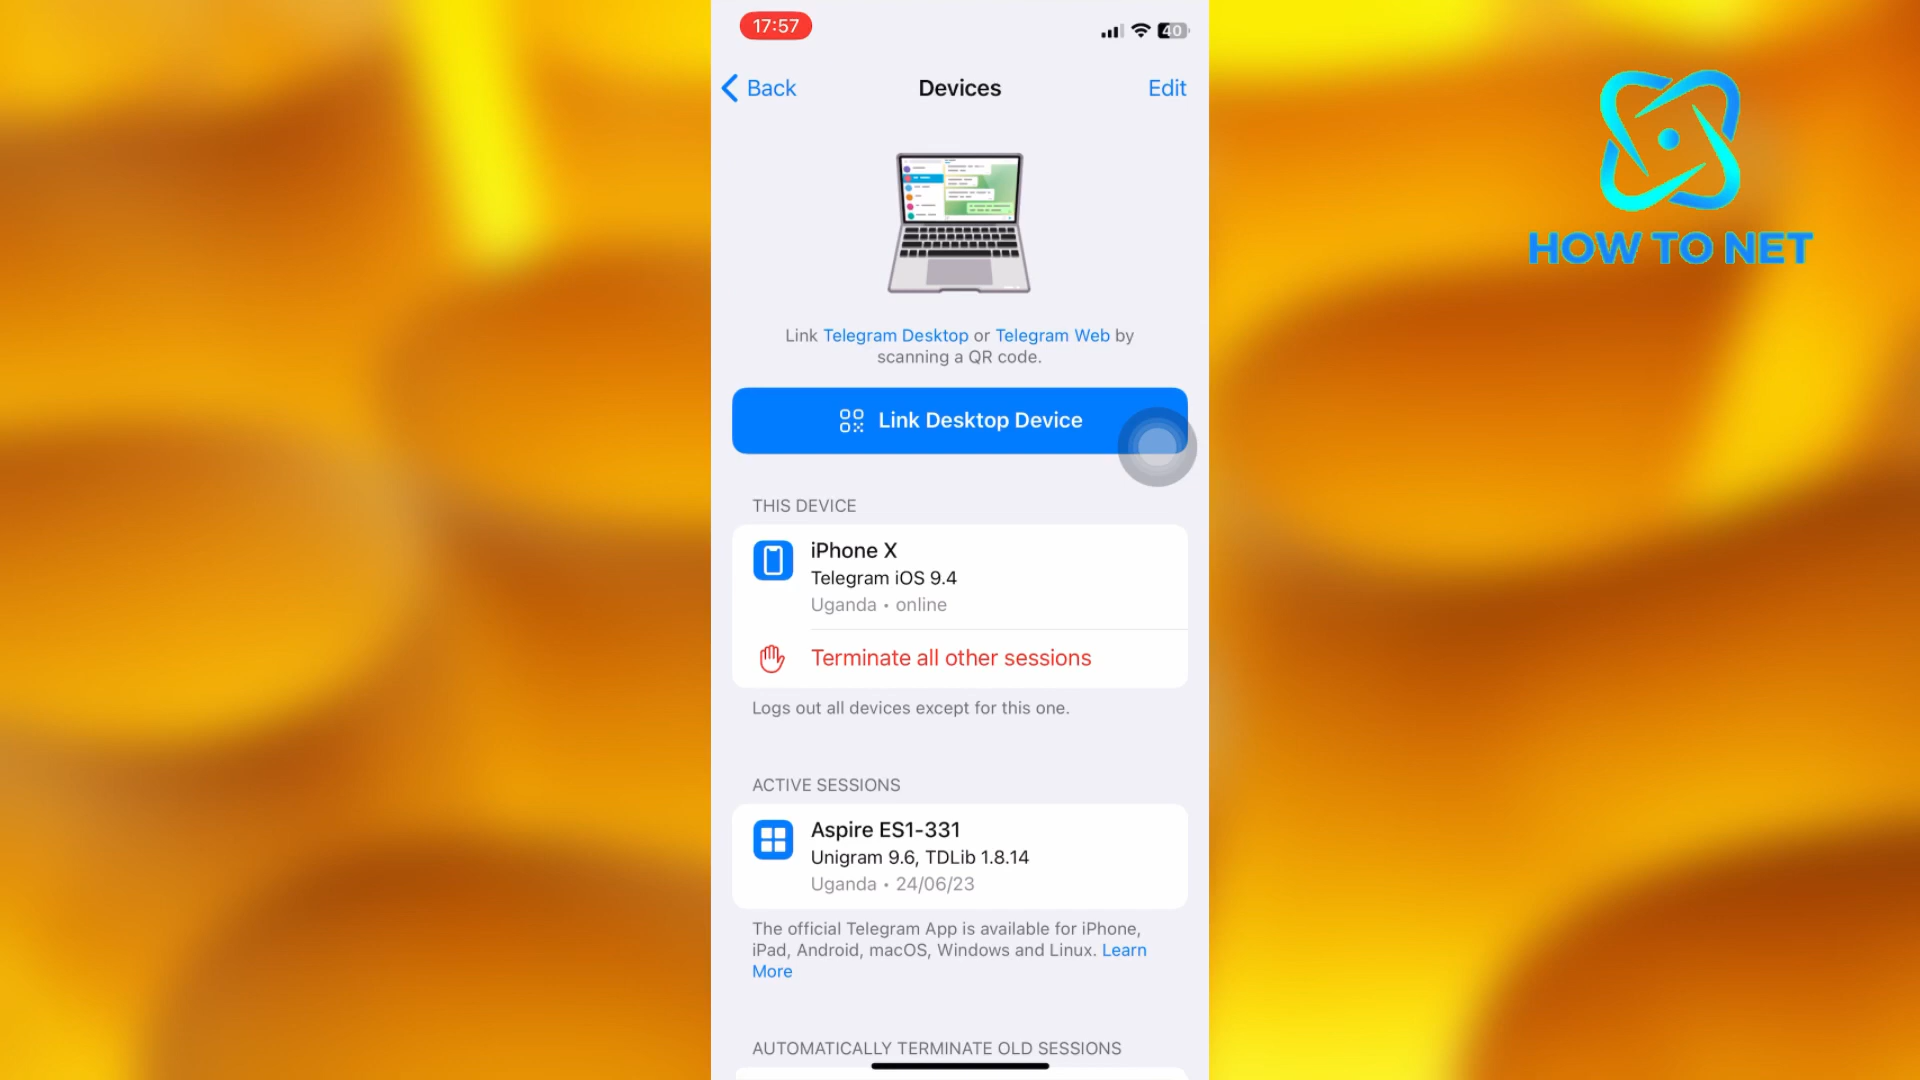 17:57
40
Back
Devices
Edit
HOW TO NET
Link Telegram Desktop or Telegram Web by
scanning a QR code.
Link Desktop Device
THIS DEVICE
iPhone X
Telegram iOS 9.4
Uganda • online
Terminate all other sessions
Logs out all devices except for this one.
ACTIVE SESSIONS
Aspire ES1-331
Unigram 9.6, TDLib 1.8.14
Uganda • 24/06/23
The official Telegram App is available for iPhone,
iPad, Android, macOS, Windows and Linux. Learn
More
AUTOMATICALLY TERMINATE OLD SESSIONS